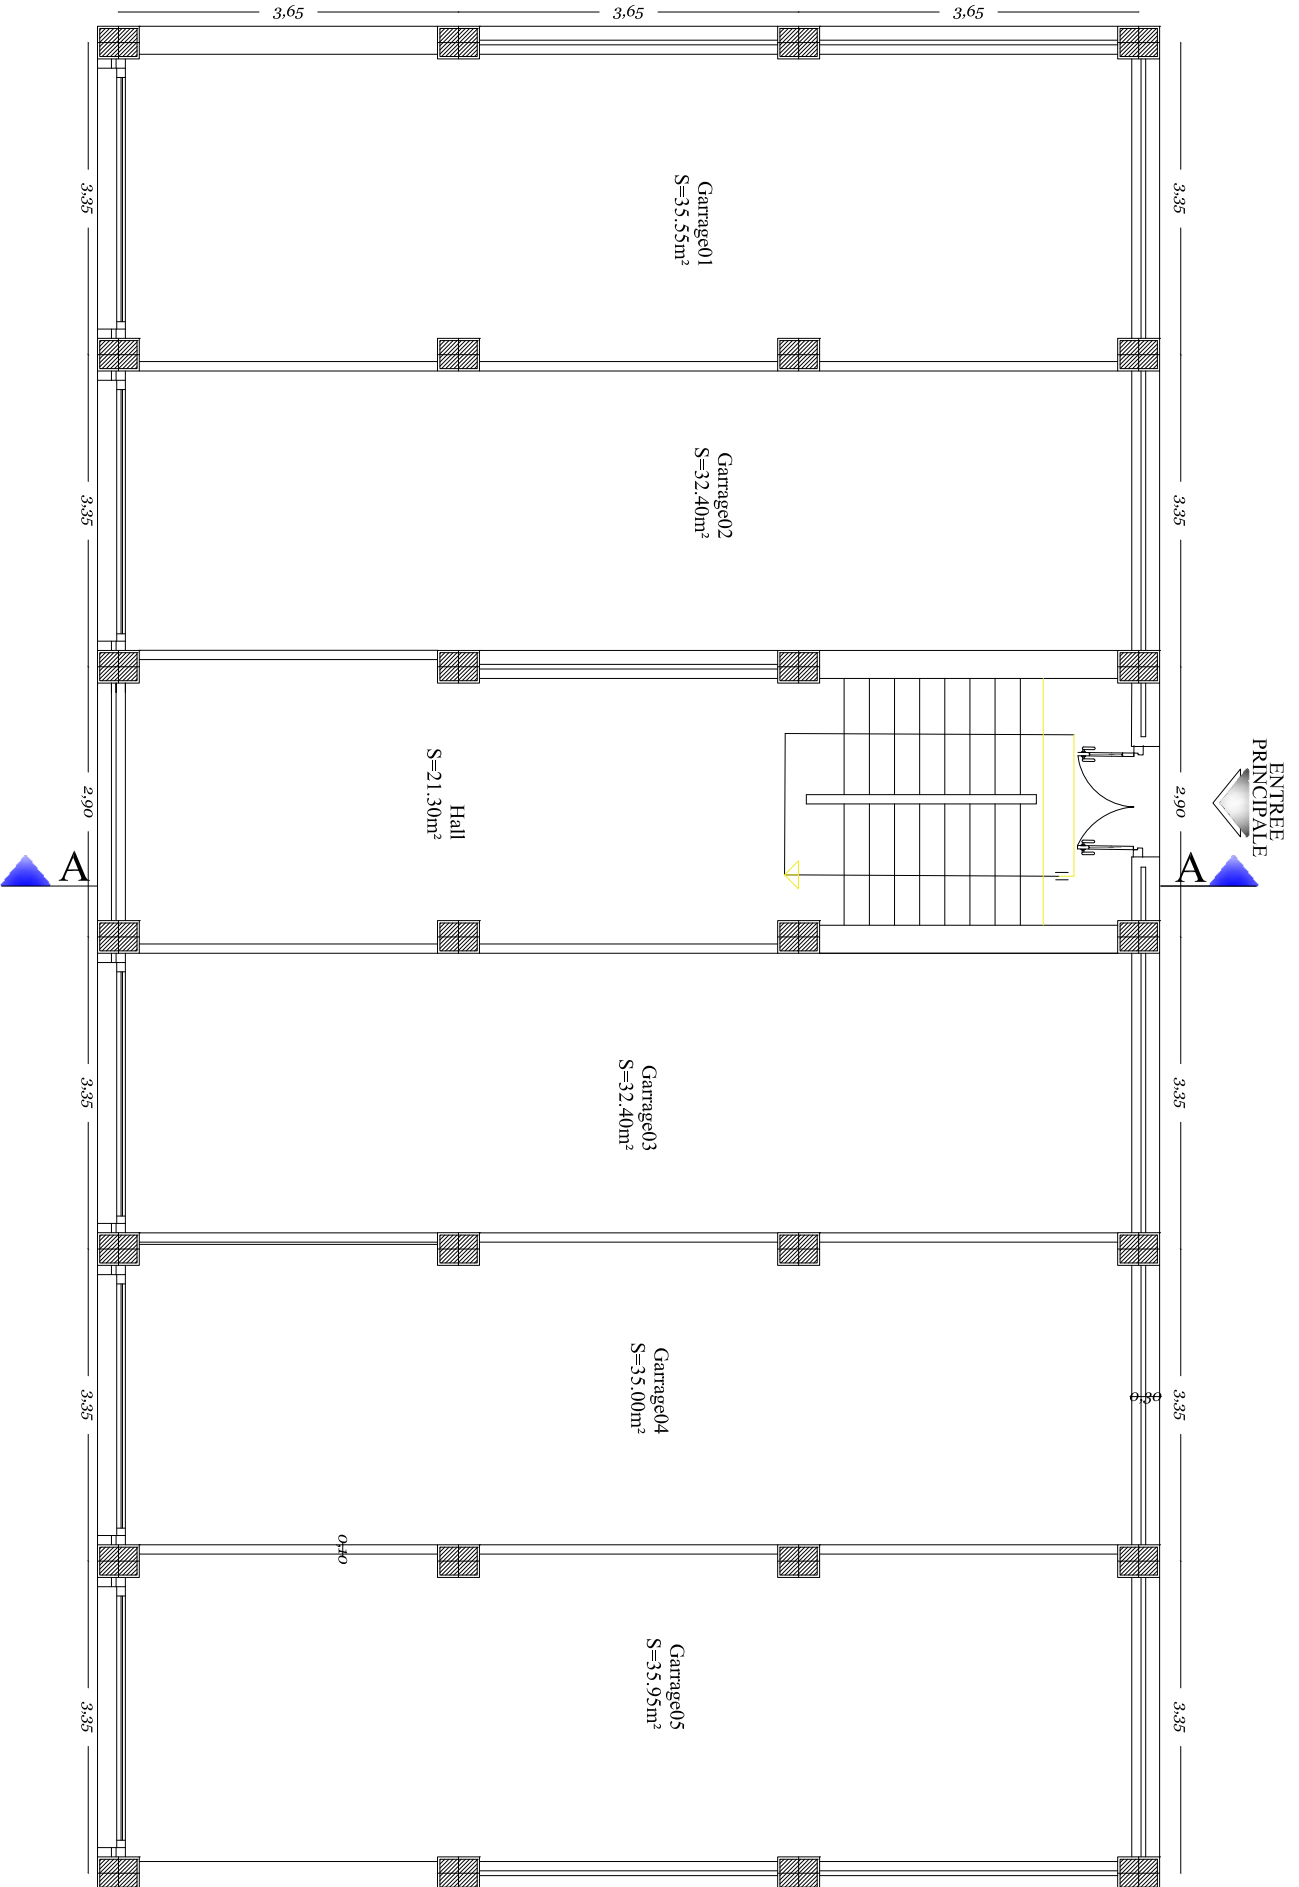 3,65
3,65
3,65
3,35
3,35
Garrage01
S=35.55m²
3,35
3,35
Garrage02
S=32.40m²
ENTREE
PRINCIPALE
2,90
2,90
Hall
S=21.30m²
A
A
3,35
3,35
Garrage03
S=32.40m²
3,35
3,35
0,30
Garrage04
S=35.00m²
0,10
3,35
3,35
Garrage05
S=35.95m²